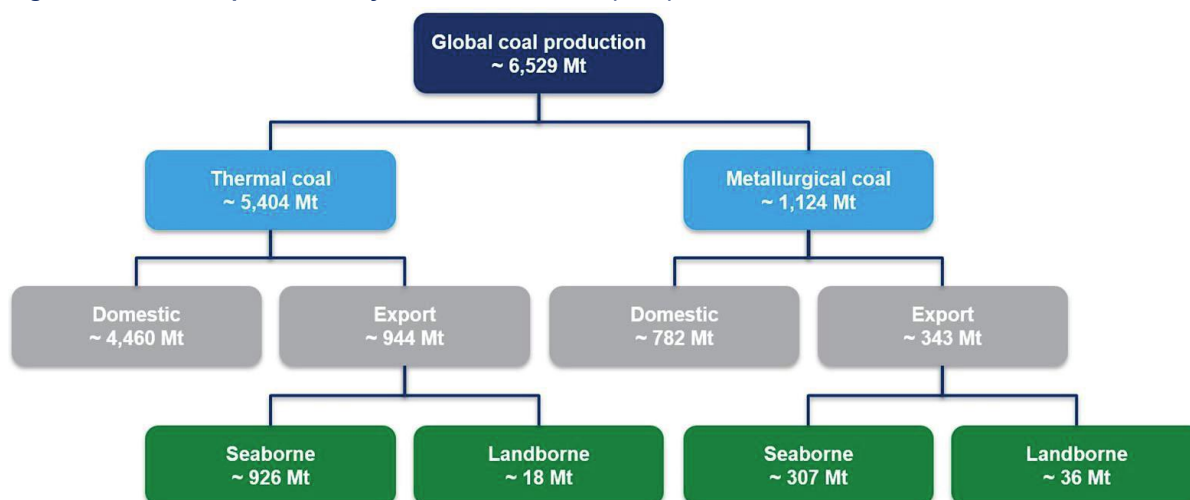 Global coal production
~ 6,529 Mt
Thermal coal
~ 5,404 Mt
Metallurgical coal
~ 1,124 Mt
Domestic
~ 4,460 Mt
Export
~ 944 Mt
Domestic
~ 782 Mt
Export
~ 343 Mt
Seaborne
~ 926 Mt
Landborne
~ 18 Mt
Seaborne
~ 307 Mt
Landborne
~ 36 Mt